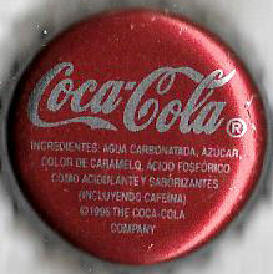 Coca-Cola®
INGREDIENTES: AGUA CARBONATADA, AZUCAR,
COLOR DE CARAMELO, ACIDO FOSFÓRICO
COMO ACIDULANTE Y SABORIZANTES
(INCLUYENDO CAFEINA)
©1996 THE COCA-COLA
COMPANY